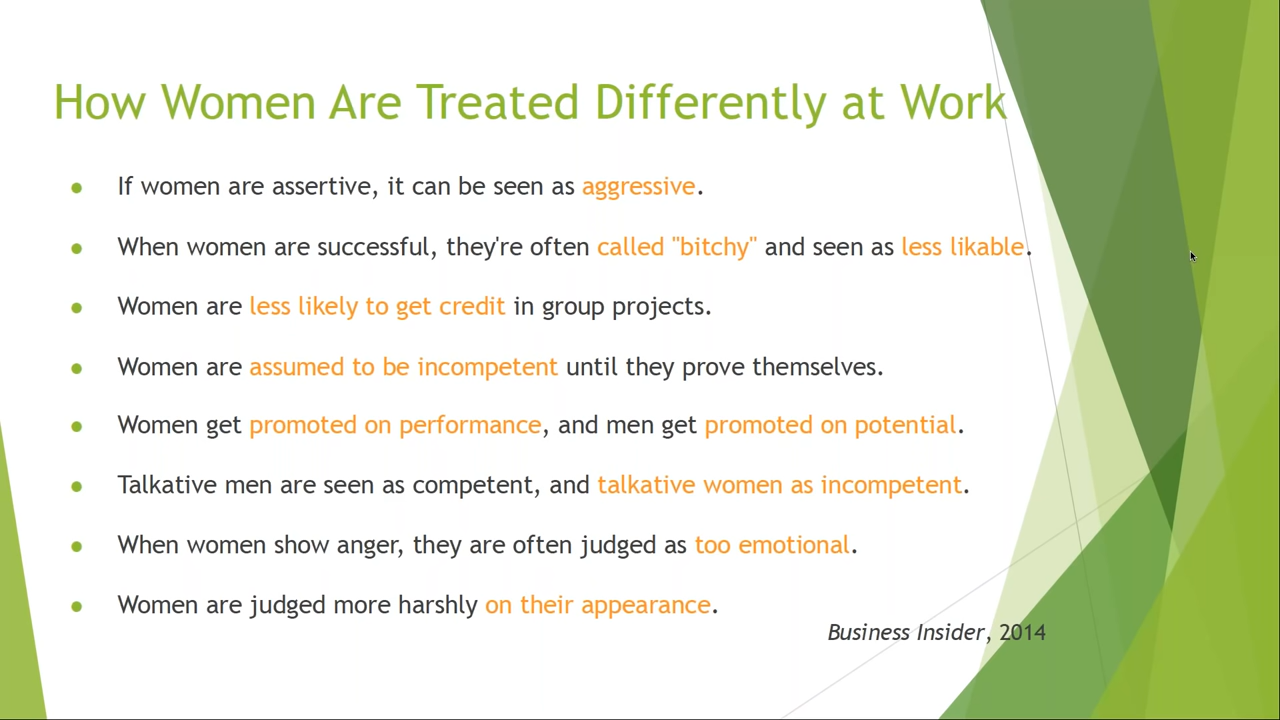 How Women Are Treated Differently at Work
● If women are assertive, it can be seen as aggressive.
● When women are successful, they're often called "bitchy" and seen as less likable.
● Women are less likely to get credit in group projects.
● Women are assumed to be incompetent until they prove themselves.
● Women get promoted on performance, and men get promoted on potential.
● Talkative men are seen as competent, and talkative women as incompetent.
● When women show anger, they are often judged as too emotional.
● Women are judged more harshly on their appearance.
Business Insider, 2014